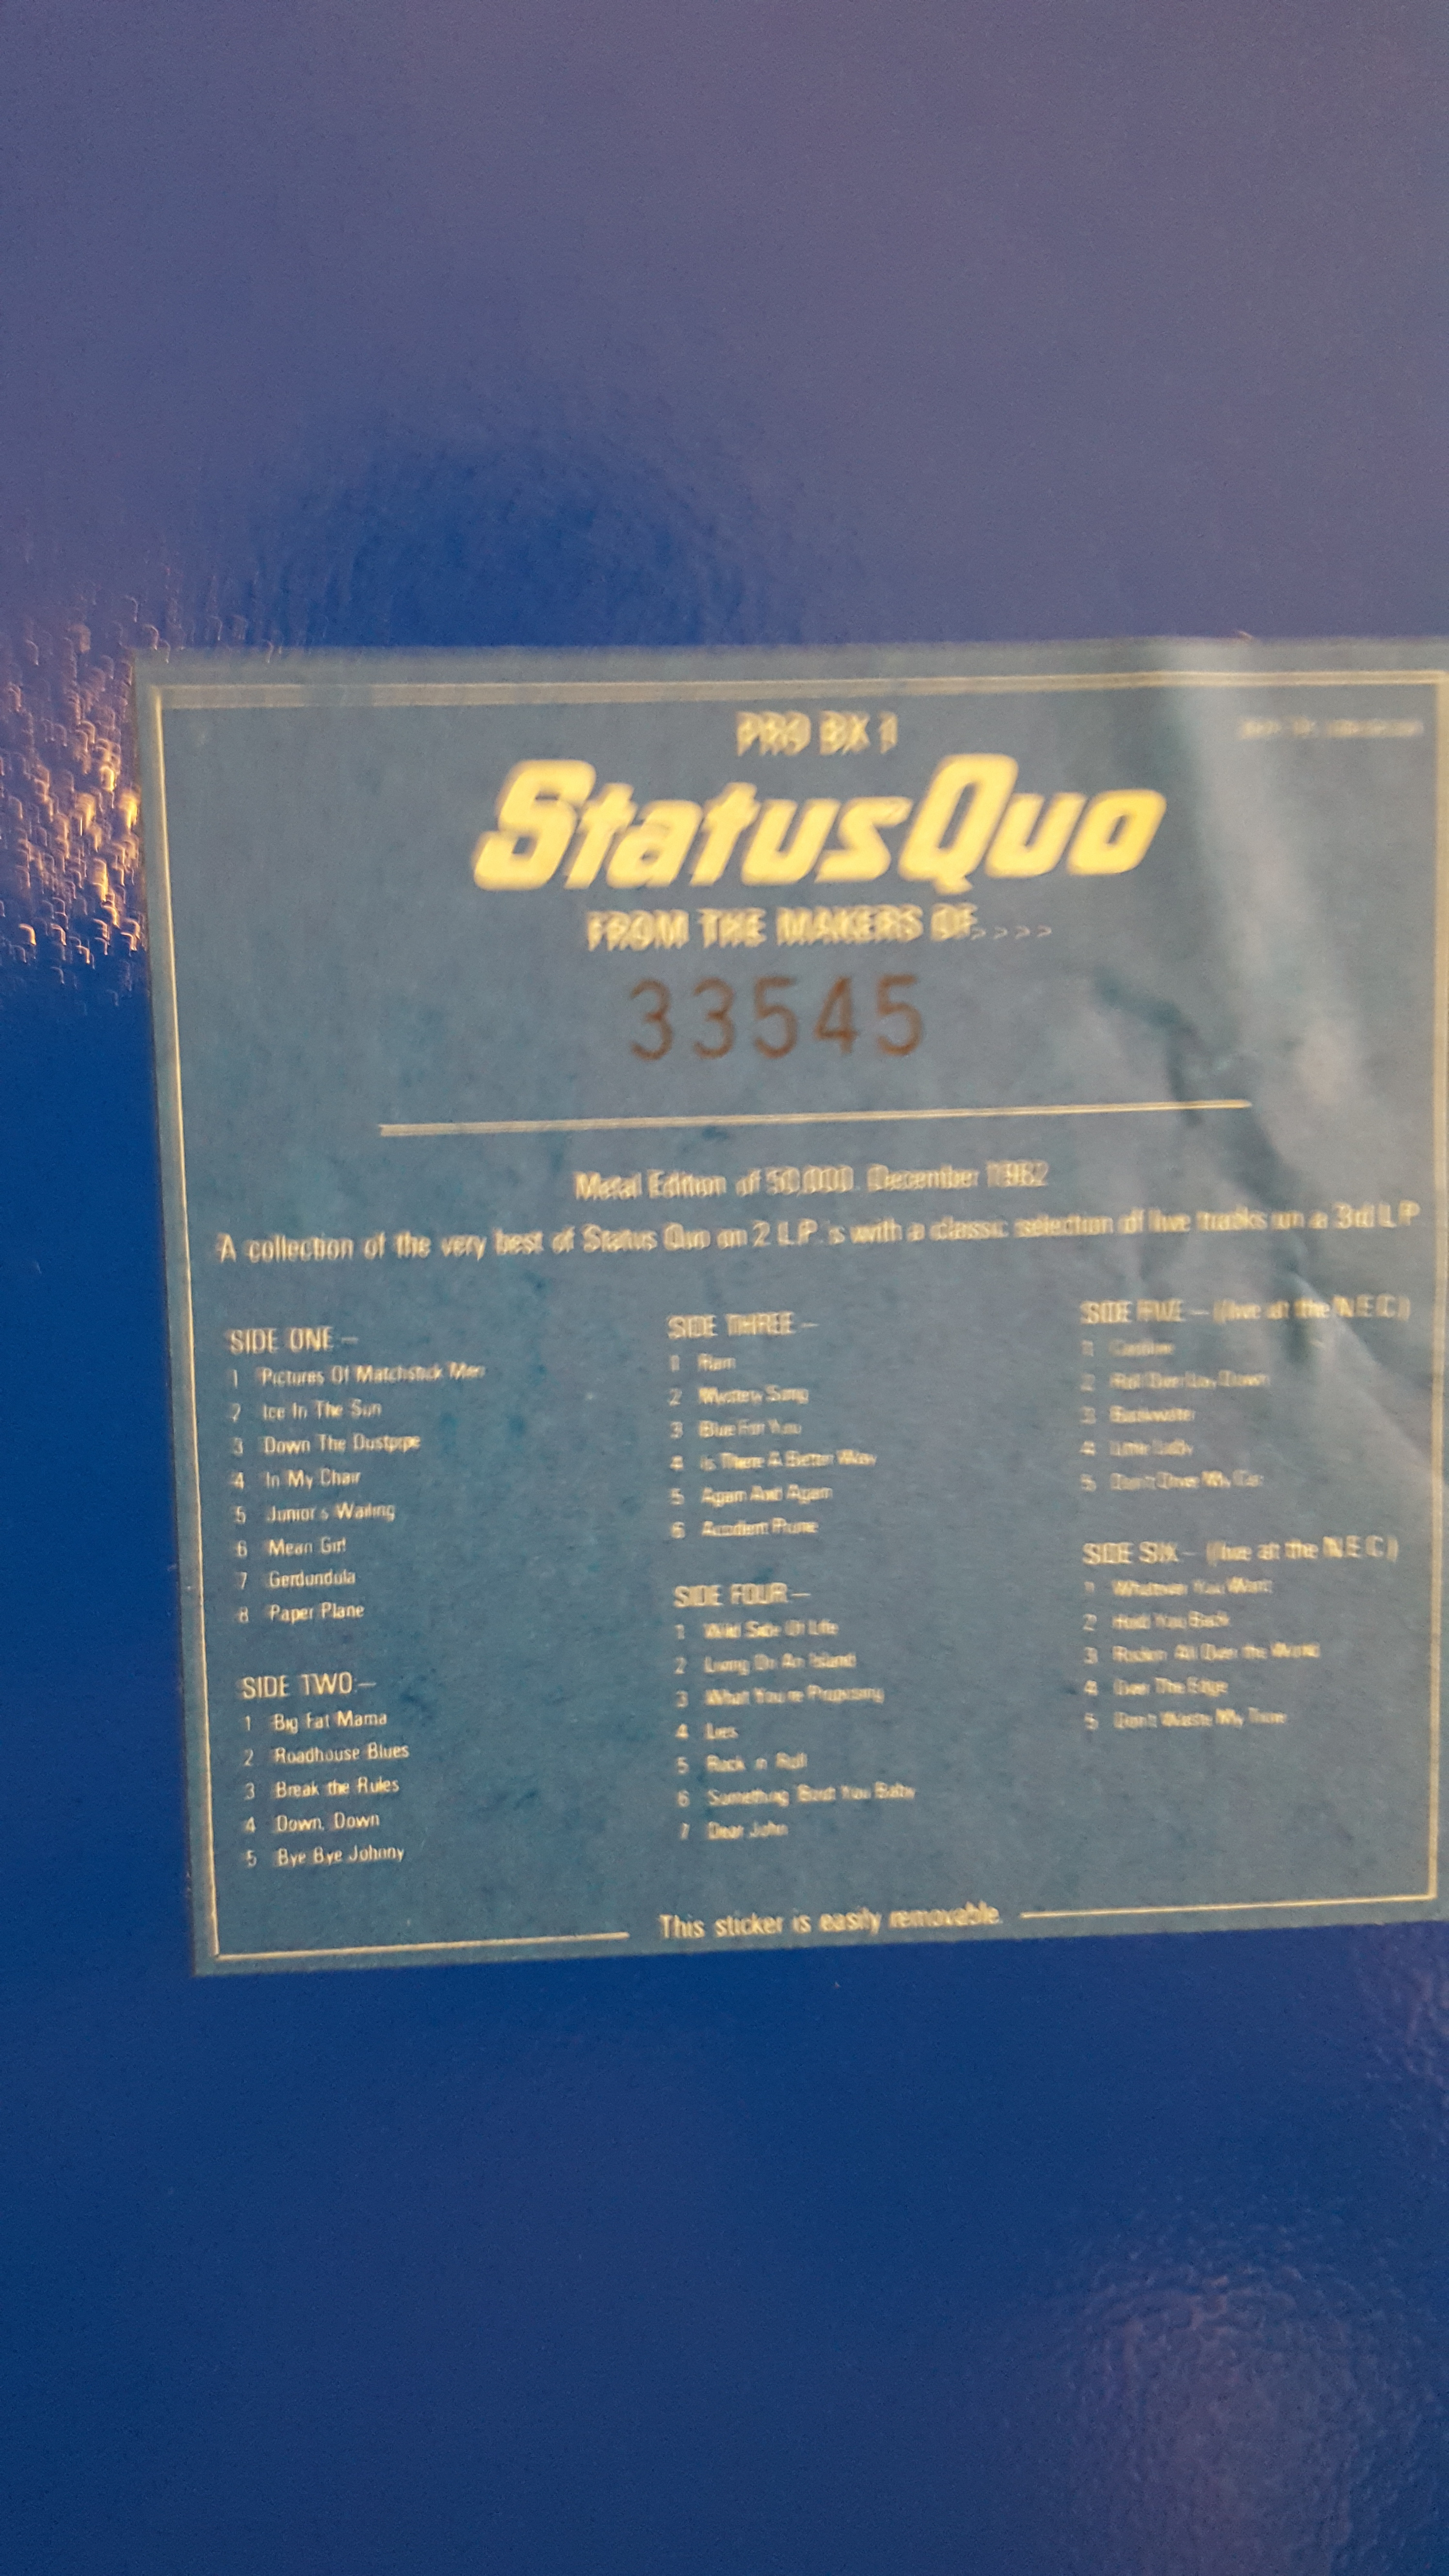 PRO BX 1
Status Quo
FROM THE MAKERS OF....
33545
Metal Edition of 50,000. December 1982
A collection of the very best of Status Quo on 2 L.P.'s with a classic selection of live tracks on a 3rd L.P.
SIDE ONE:-
1 Pictures Of Matchstick Men
2 Ice In The Sun
3 Down The Dustpipe
4 In My Chair
5 Junior's Wailing
6 Mean Girl
7 Gerdundula
8 Paper Plane
SIDE TWO:-
1 Big Fat Mama
2 Roadhouse Blues
3 Break the Rules
4 Down, Down
5 Bye Bye Johnny
SIDE THREE:-
1 Rain
2 Mystery Song
3 Blue For You
4 Is There A Better Way
5 Again And Again
6 Accident Prone
SIDE FOUR:-
1 Wild Side Of Life
2 Living On An Island
3 What You're Proposing
4 Lies
5 Rock 'n' Roll
6 Something 'Bout You Baby
7 Dear John
SIDE FIVE:- (live at the N.E.C.)
1 Caroline
2 Roll Over Lay Down
3 Backwater
4 Little Lady
5 Don't Drive My Car
SIDE SIX:- (live at the N.E.C.)
1 Whatever You Want
2 Hold You Back
3 Rockin' All Over the World
4 Over The Edge
5 Don't Waste My Time
This sticker is easily removable.